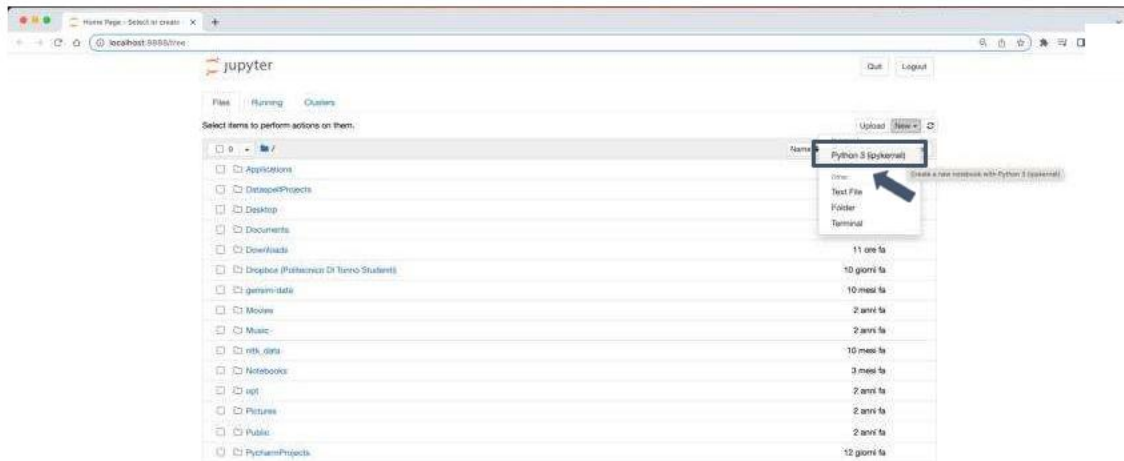 Home Page - Select or create
localhost:8888/tree
jupyter
Quit Logout
Files Running Clusters
Select items to perform actions on them.
Upload New
0 / Name
Python 3 (ipykernel)
Create a new notebook with Python 3 (ipykernel)
Other:
Text File
Folder
Terminal
Applications
DataspellProjects
Desktop
Documents
Downloads 11 ore fa
Dropbox (Politecnico Di Torino Studenti) 10 giorni fa
gensim-data 10 mesi fa
Movies 2 anni fa
Music 2 anni fa
nltk_data 10 mesi fa
Notebooks 3 mesi fa
opt 2 anni fa
Pictures 2 anni fa
Public 2 anni fa
PycharmProjects 12 giorni fa